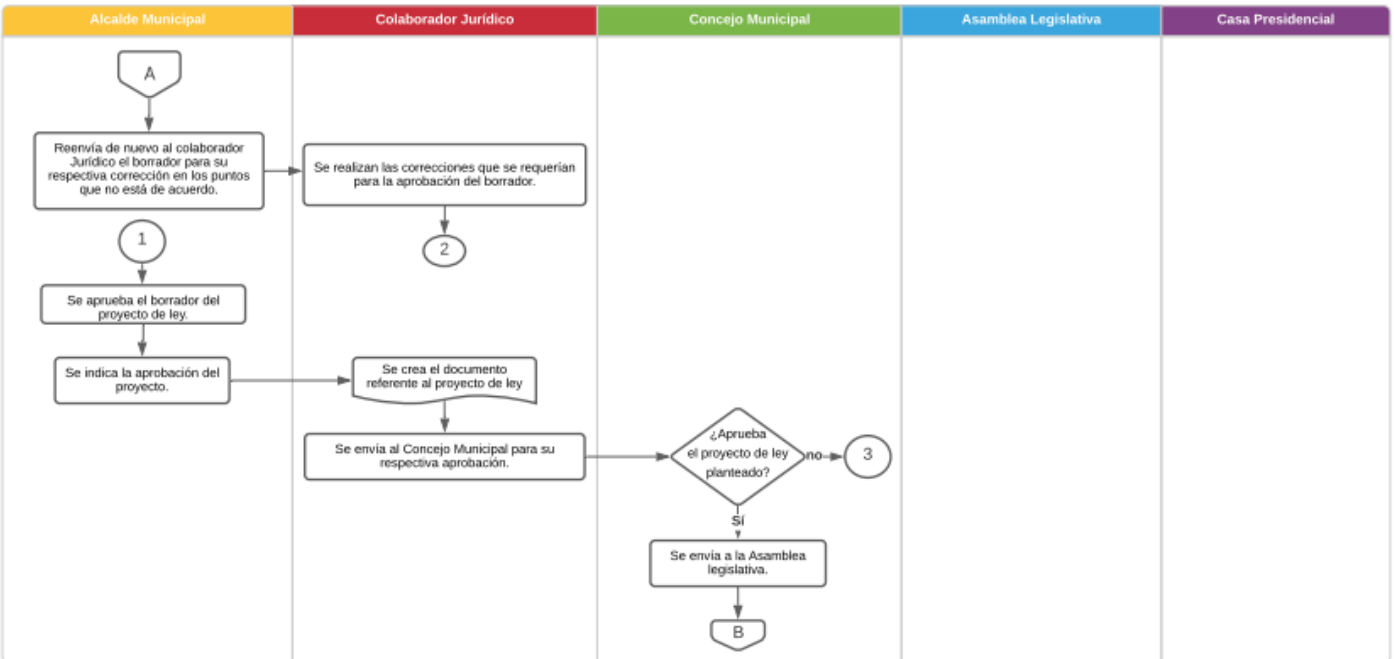 Alcalde Municipal
Colaborador Jurídico
Concejo Municipal
Asamblea Legislativa
Casa Presidencial
A
Reenvía de nuevo al colaborador
Jurídico el borrador para su
respectiva corrección en los puntos
que no está de acuerdo.
Se realizan las correcciones que se requerían
para la aprobación del borrador.
1
2
Se aprueba el borrador del
proyecto de ley.
Se indica la aprobación del
proyecto.
Se crea el documento
referente al proyecto de ley
Se envía al Concejo Municipal para su
respectiva aprobación.
¿Aprueba
el proyecto de ley
planteado?
no
3
Sí
Se envía a la Asamblea
legislativa.
B